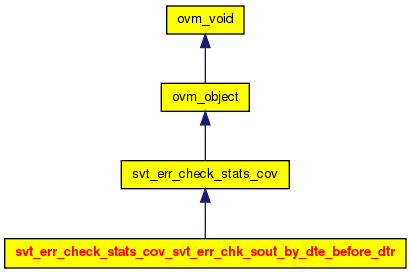 ovm_void
ovm_object
svt_err_check_stats_cov
svt_err_check_stats_cov_svt_err_chk_sout_by_dte_before_dtr